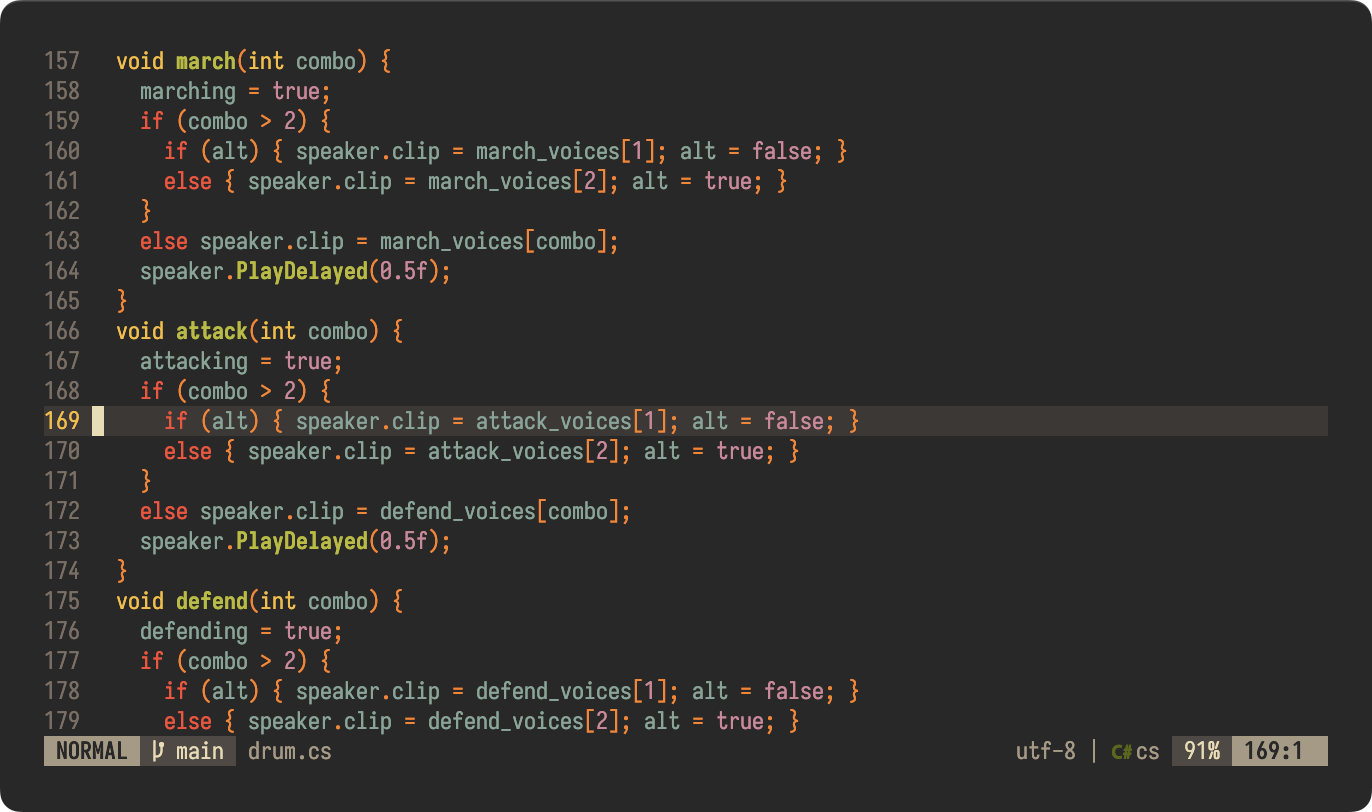 157   void march(int combo) {
158     marching = true;
159     if (combo > 2) {
160       if (alt) { speaker.clip = march_voices[1]; alt = false; }
161       else { speaker.clip = march_voices[2]; alt = true; }
162     }
163     else speaker.clip = march_voices[combo];
164     speaker.PlayDelayed(0.5f);
165   }
166   void attack(int combo) {
167     attacking = true;
168     if (combo > 2) {
169       if (alt) { speaker.clip = attack_voices[1]; alt = false; }
170       else { speaker.clip = attack_voices[2]; alt = true; }
171     }
172     else speaker.clip = defend_voices[combo];
173     speaker.PlayDelayed(0.5f);
174   }
175   void defend(int combo) {
176     defending = true;
177     if (combo > 2) {
178       if (alt) { speaker.clip = defend_voices[1]; alt = false; }
179       else { speaker.clip = defend_voices[2]; alt = true; }
NORMAL main drum.cs utf-8 | C# cs 91% 169:1